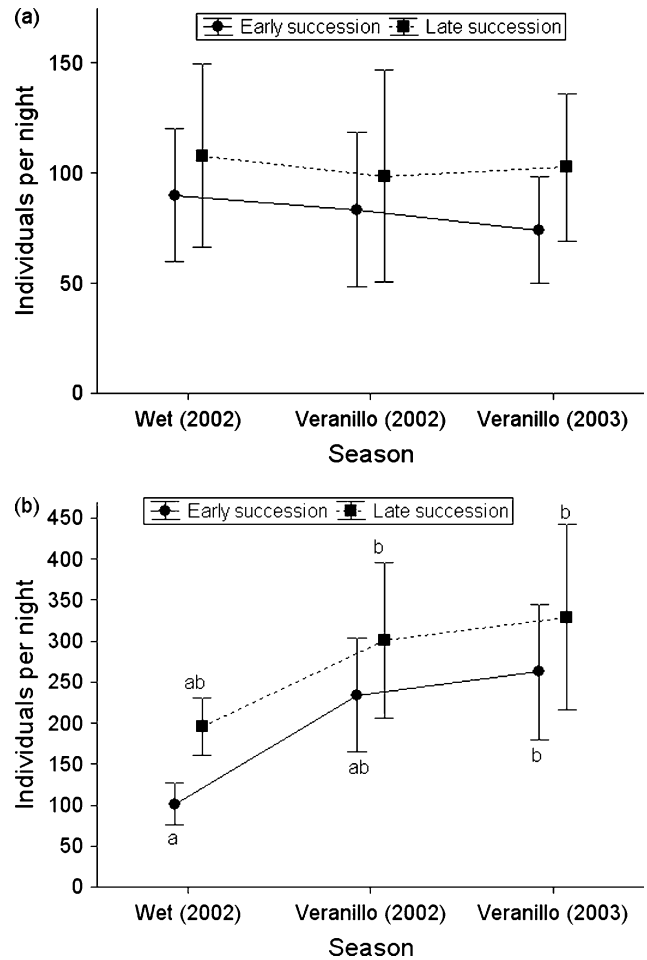 (a)
Early succession Late succession
150
100
50
0
Individuals per night
Wet (2002) Veranillo (2002) Veranillo (2003)
Season
(b)
Early succession Late succession
450
400
350
300
250
200
150
100
50
0
Individuals per night
b
b
ab
ab
b
a
Wet (2002) Veranillo (2002) Veranillo (2003)
Season